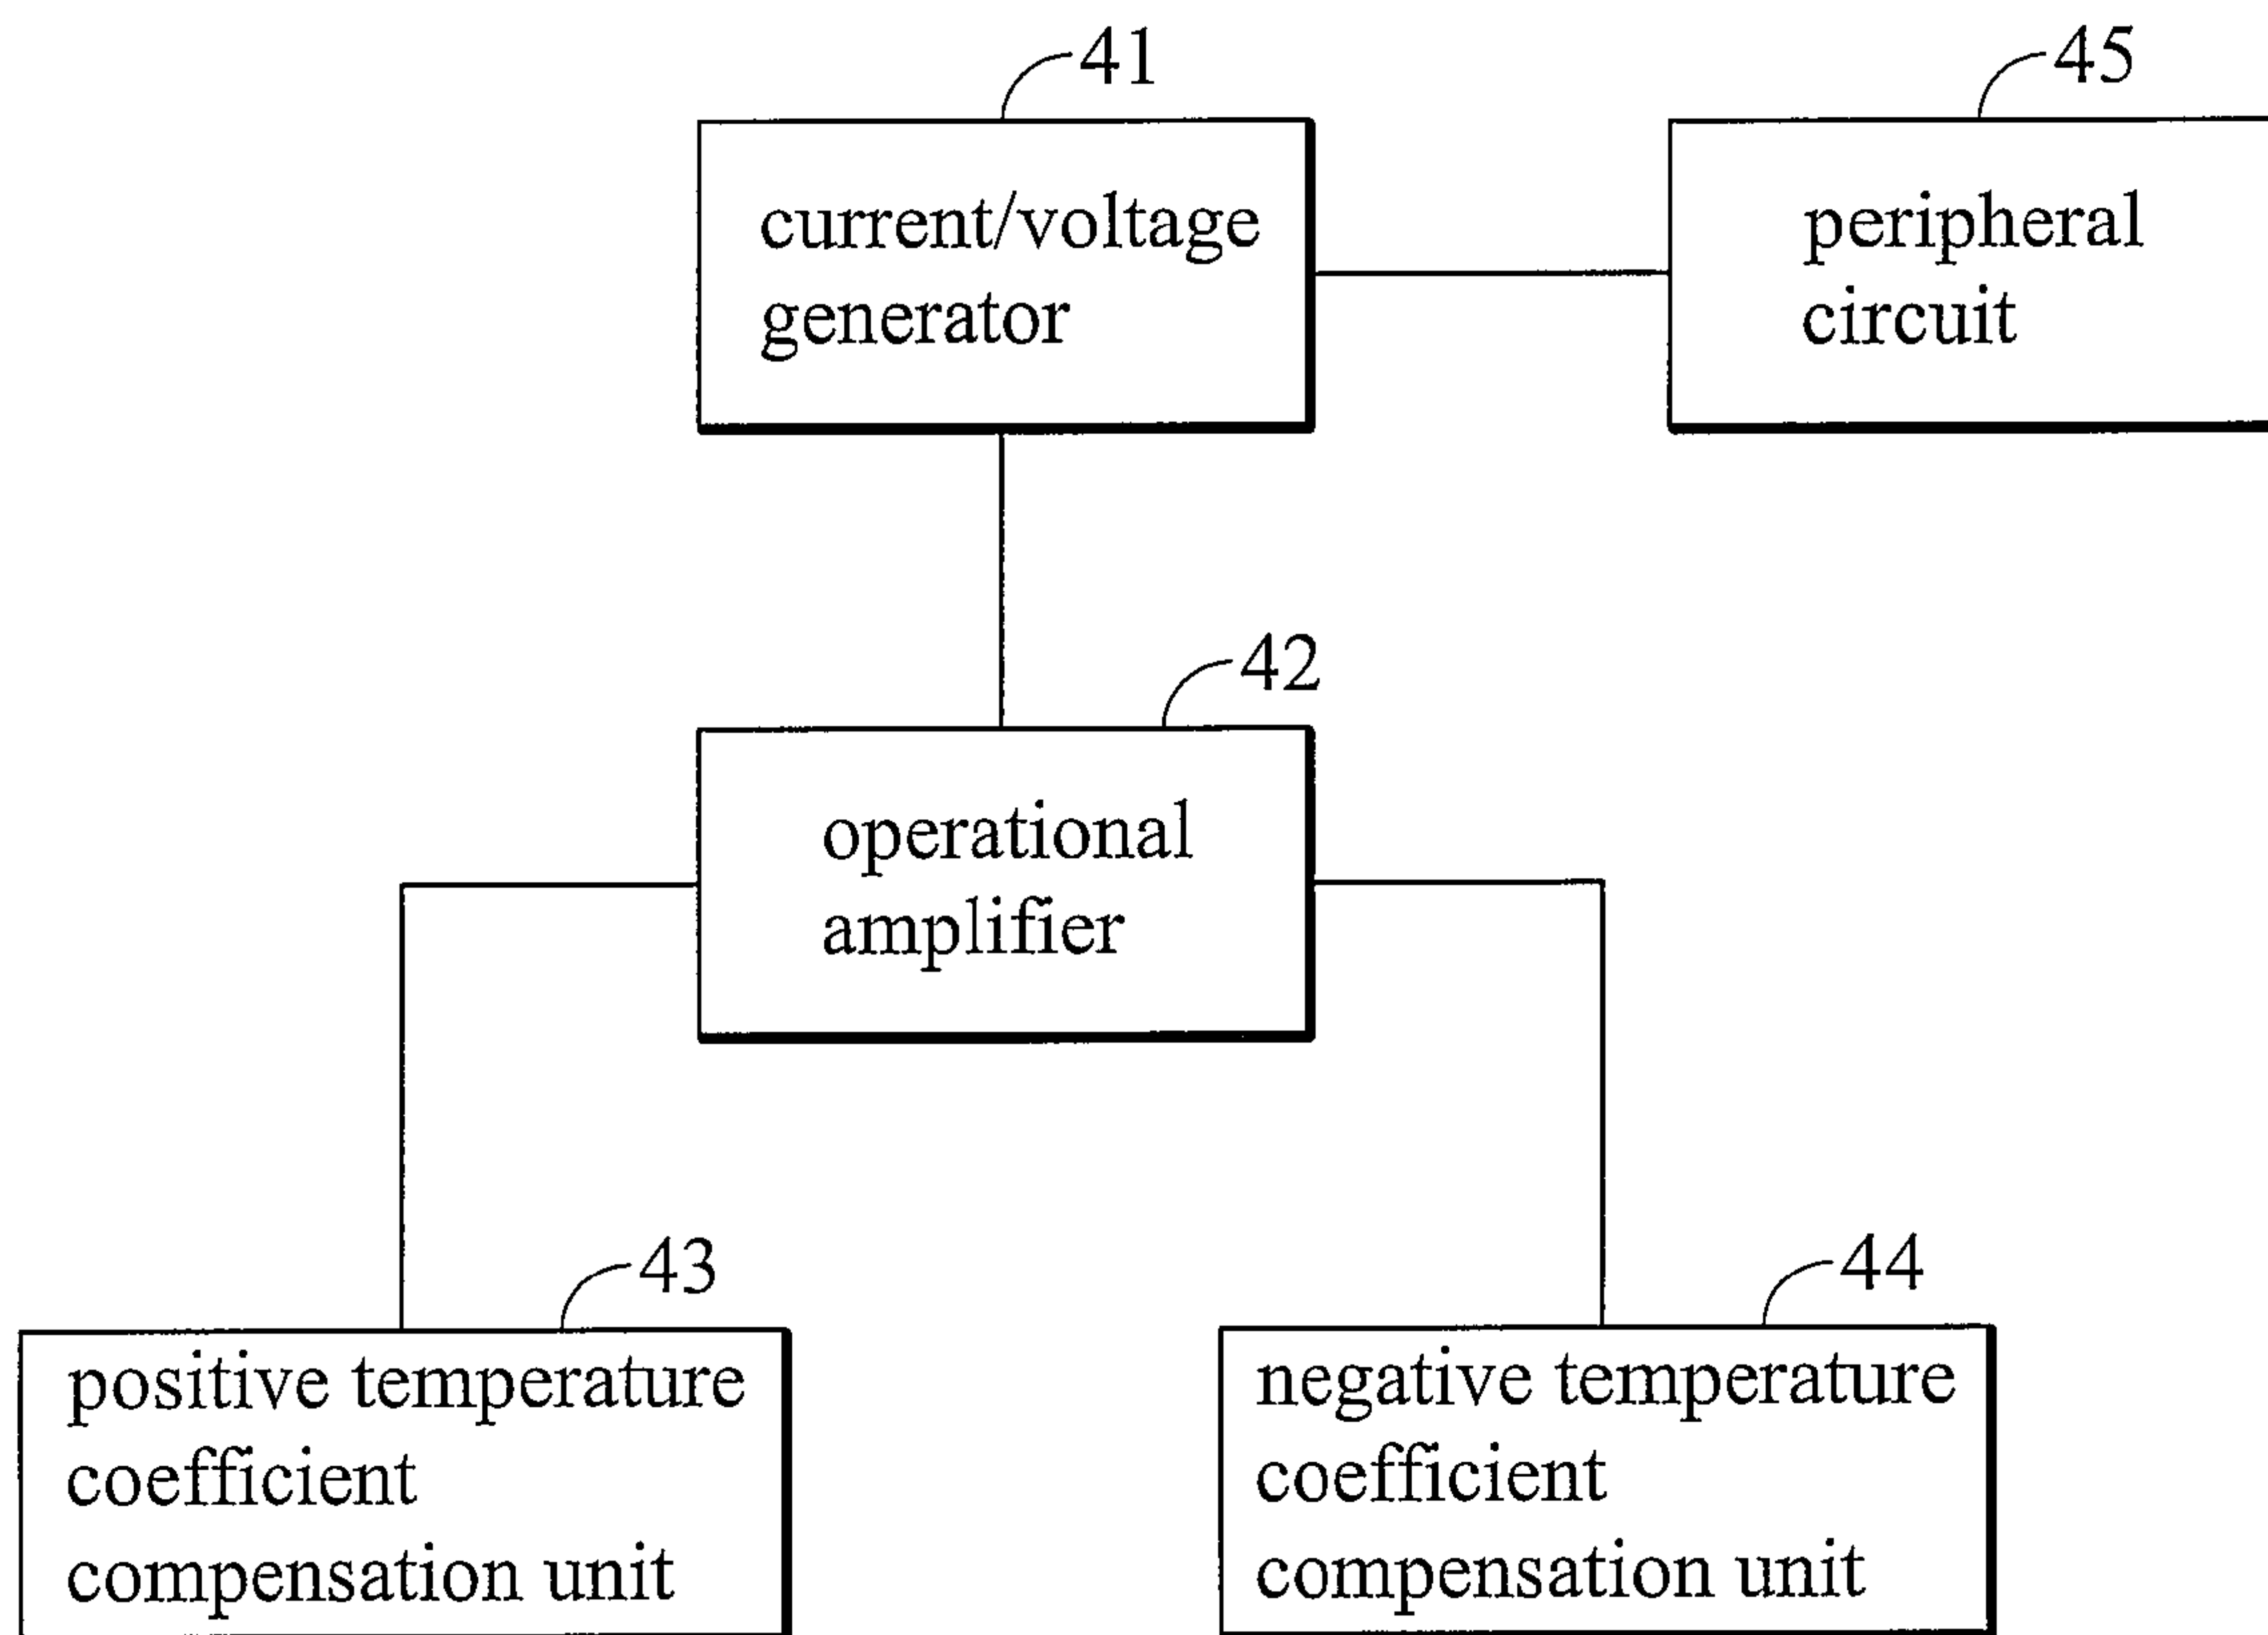 41
45
current/voltage
generator
peripheral
circuit
42
operational
amplifier
43
44
positive temperature
coefficient
compensation unit
negative temperature
coefficient
compensation unit